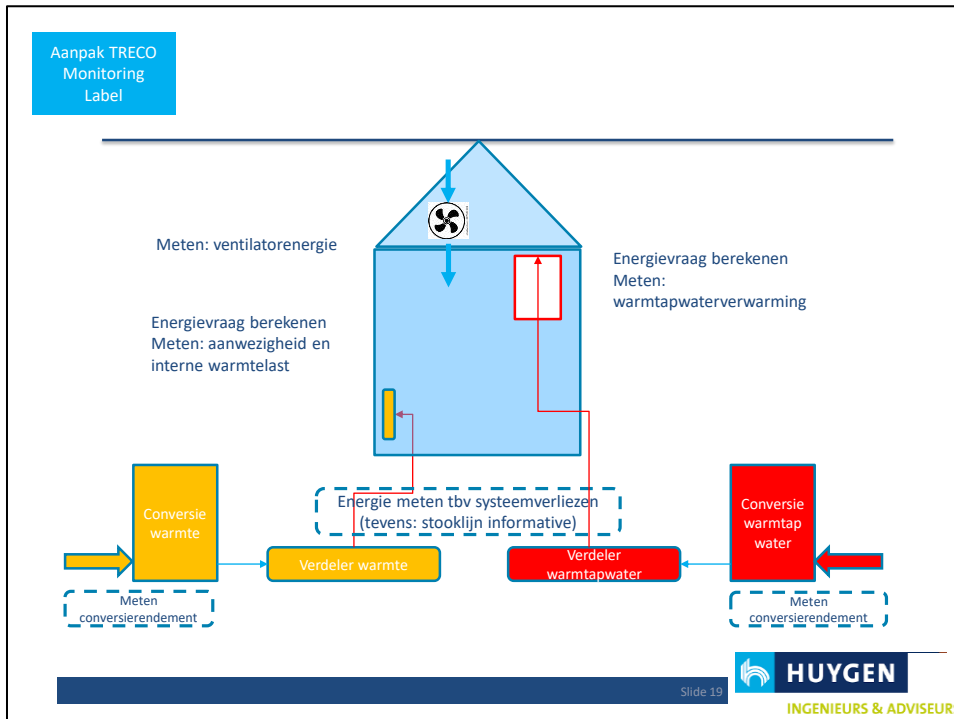 Aanpak TRECO
Monitoring
Label
Meten: ventilatorenergie
Energievraag berekenen
Meten:
warmtapwaterverwarming
Energievraag berekenen
Meten: aanwezigheid en
interne warmtelast
Energie meten tbv systeemverliezen
(tevens: stooklijn informative)
Conversie
warmte
Conversie
warmtap
water
Verdeler warmte
Verdeler
warmtapwater
Meten
conversierendement
Meten
conversierendement
Slide 19
HUYGEN
INGENIEURS & ADVISEURS